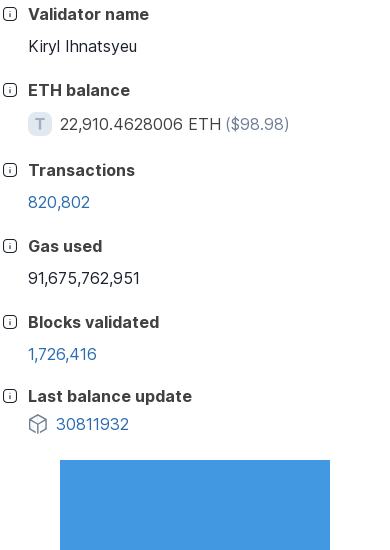 Validator name
Kiryl Ihnatsyeu
ETH balance
T 22,910.4628006 ETH ($98.98)
Transactions
820,802
Gas used
91,675,762,951
Blocks validated
1,726,416
Last balance update
30811932